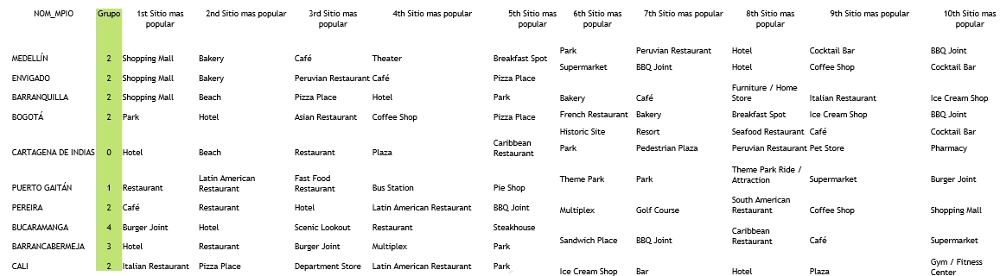 NOM_MPIO Grupo 1st Sitio mas 2nd Sitio mas popular 3rd Sitio mas 4th Sitio mas popular 5th Sitio mas 6th Sitio mas 7th Sitio mas popular 8th Sitio mas 9th Sitio mas popular 10th Sitio mas
popular popular popular popular popular popular
Park Peruvian Restaurant Hotel Cocktail Bar BBQ Joint
MEDELLÍN 2 Shopping Mall Bakery Café Theater Breakfast Spot
Supermarket BBQ Joint Hotel Coffee Shop Cocktail Bar
ENVIGADO 2 Shopping Mall Bakery Peruvian Restaurant Café Pizza Place
Furniture / Home
BARRANQUILLA 2 Shopping Mall Beach Pizza Place Hotel Park Bakery Café Store Italian Restaurant Ice Cream Shop
BOGOTÁ 2 Park Hotel Asian Restaurant Coffee Shop Pizza Place French Restaurant Bakery Breakfast Spot Ice Cream Shop BBQ Joint
Historic Site Resort Seafood Restaurant Café Cocktail Bar
Caribbean
CARTAGENA DE INDIAS 0 Hotel Beach Restaurant Plaza Restaurant Park Pedestrian Plaza Peruvian Restaurant Pet Store Pharmacy
Theme Park Ride /
Latin American Fast Food Theme Park Park Attraction Supermarket Burger Joint
PUERTO GAITÁN 1 Restaurant Restaurant Restaurant Bus Station Pie Shop
South American
PEREIRA 2 Café Restaurant Hotel Latin American Restaurant BBQ Joint Multiplex Golf Course Restaurant Coffee Shop Shopping Mall
BUCARAMANGA 4 Burger Joint Hotel Scenic Lookout Restaurant Steakhouse Caribbean
Sandwich Place BBQ Joint Restaurant Café Supermarket
BARRANCABERMEJA 3 Hotel Restaurant Burger Joint Multiplex Park
Gym / Fitness
CALI 2 Italian Restaurant Pizza Place Department Store Latin American Restaurant Park Ice Cream Shop Bar Hotel Plaza Center